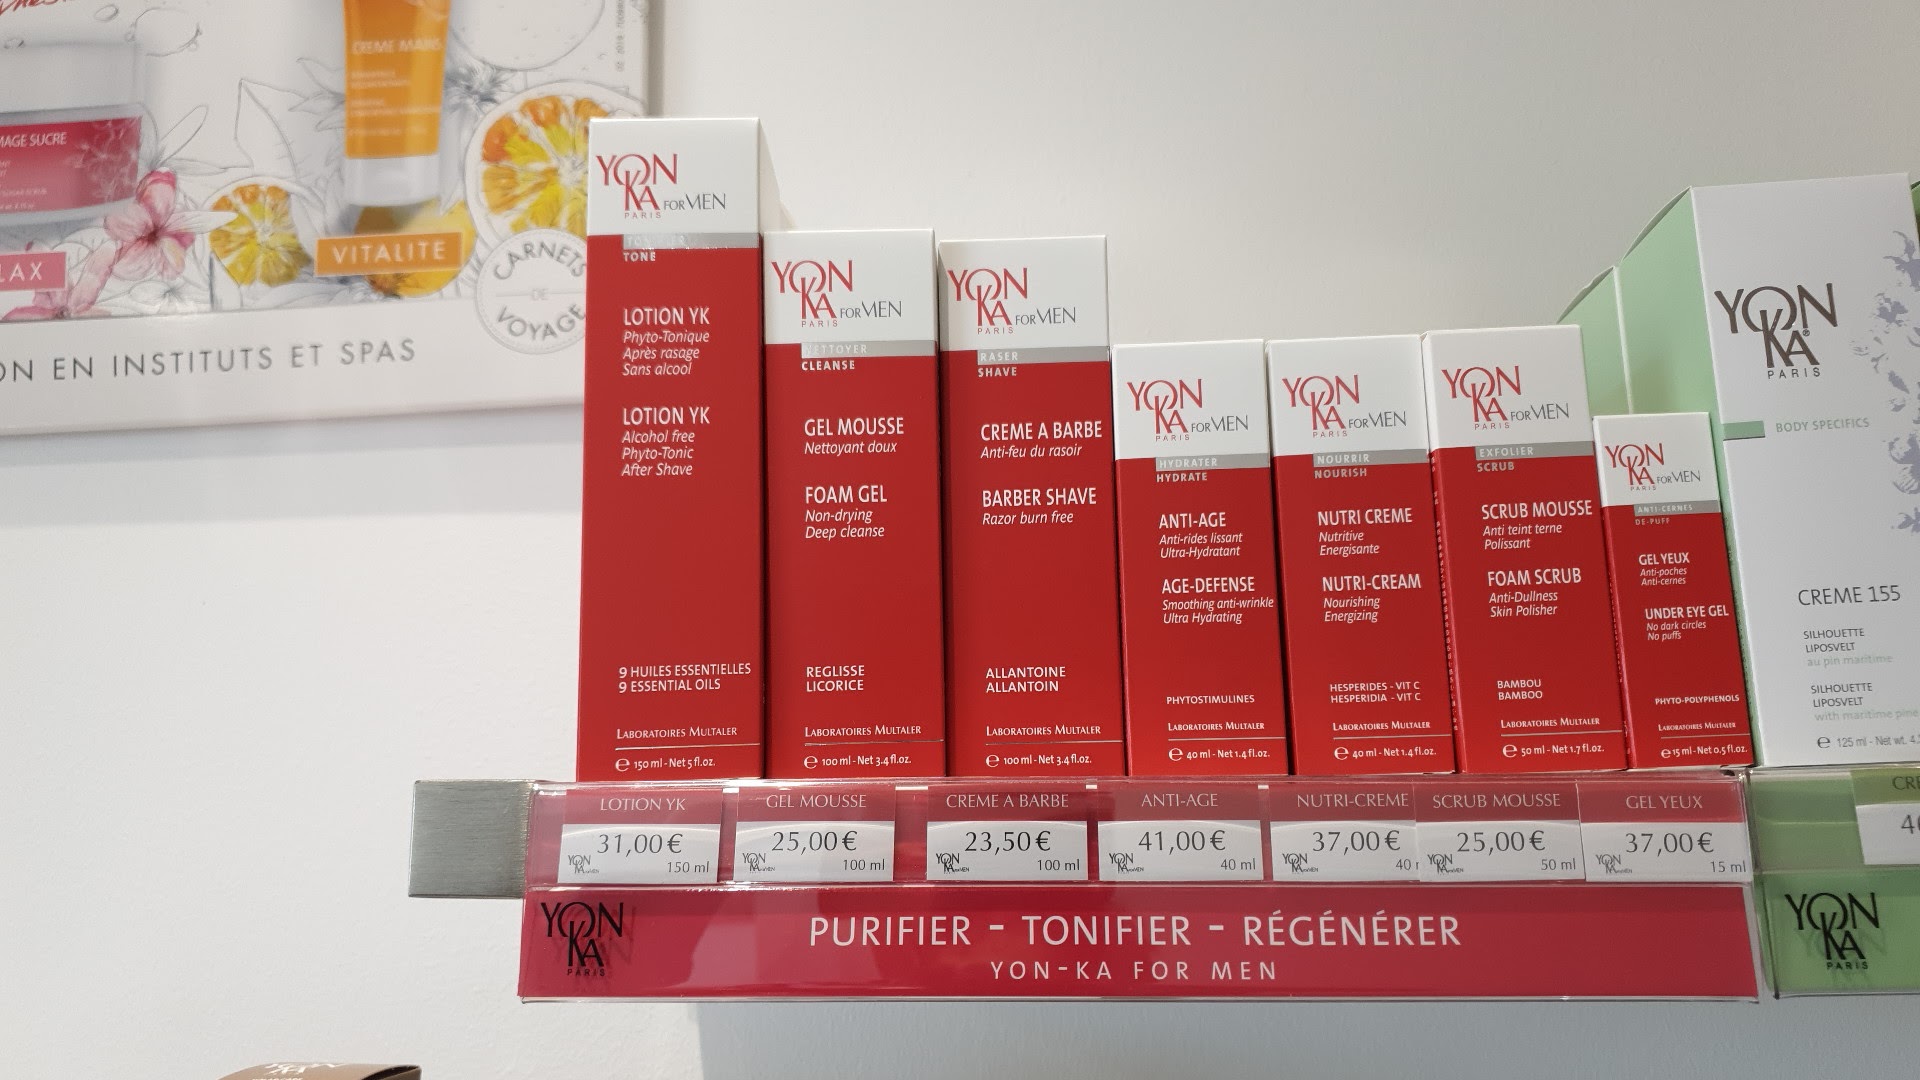 CREME MAINS
MAGE SUCRE
VITALITE
LAX
CARNETS
DE
VOYAGE
ON EN INSTITUTS ET SPAS
YON
KA
PARIS
FOR MEN
TONIFIER
TONE
LOTION YK
Phyto-Tonique
Après rasage
Sans alcool
LOTION YK
Alcohol free
Phyto-Tonic
After Shave
9 HUILES ESSENTIELLES
9 ESSENTIAL OILS
LABORATOIRES MULTALER
e 150 ml - Net 5 fl.oz.
YON
KA
PARIS
FOR MEN
NETTOYER
CLEANSE
GEL MOUSSE
Nettoyant doux
FOAM GEL
Non-drying
Deep cleanse
REGLISSE
LICORICE
LABORATOIRES MULTALER
e 100 ml - Net 3.4 fl.oz.
YON
KA
PARIS
FOR MEN
RASER
SHAVE
CREME A BARBE
Anti-feu du rasoir
BARBER SHAVE
Razor burn free
ALLANTOINE
ALLANTOIN
LABORATOIRES MULTALER
e 100 ml - Net 3.4 fl.oz.
YON
KA
PARIS
FOR MEN
HYDRATER
HYDRATE
ANTI-AGE
Anti-rides lissant
Ultra-Hydratant
AGE-DEFENSE
Smoothing anti-wrinkle
Ultra Hydrating
PHYTOSTIMULINES
LABORATOIRES MULTALER
e 40 ml - Net 1.4 fl.oz.
YON
KA
PARIS
FOR MEN
NOURRIR
NOURISH
NUTRI CREME
Nutritive
Energisante
NUTRI-CREAM
Nourishing
Energizing
HESPERIDES - VIT C
HESPERIDIA - VIT C
LABORATOIRES MULTALER
e 40 ml - Net 1.4 fl.oz.
YON
KA
PARIS
FOR MEN
EXFOLIER
SCRUB
SCRUB MOUSSE
Anti teint terne
Polissant
FOAM SCRUB
Anti-Dullness
Skin Polisher
BAMBOU
BAMBOO
LABORATOIRES MULTALER
e 50 ml - Net 1.7 fl.oz.
YON
KA
PARIS
FOR MEN
ANTI-CERNES
DE-PUFF
GEL YEUX
Anti-poches
Anti-cernes
UNDER EYE GEL
No dark circles
No puffs
PHYTO-POLYPHENOLS
LABORATOIRES MULTALER
e 15 ml - Net 0.5 fl.oz.
YON
KA®
PARIS
BODY SPECIFICS
CREME 155
SILHOUETTE
LIPOSVELT
au pin maritime
SILHOUETTE
LIPOSVELT
with maritime pine
e 125 ml - Net wt. 4.
LOTION YK
31,00 €
150 ml
GEL MOUSSE
25,00 €
100 ml
CREME A BARBE
23,50 €
100 ml
ANTI-AGE
41,00 €
40 ml
NUTRI-CREME
37,00 €
40
SCRUB MOUSSE
25,00 €
50 ml
GEL YEUX
37,00 €
15 ml
YON
KA
PARIS
PURIFIER - TONIFIER - RÉGÉNÉRER
YON-KA FOR MEN
YON
KA
PARIS
YON
KA